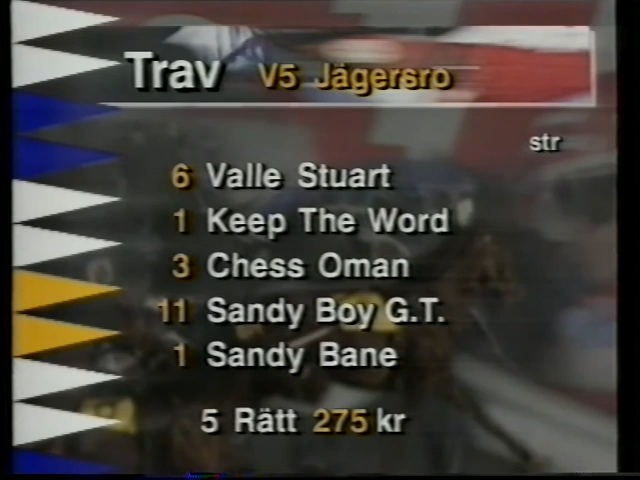 Trav V5 Jägersro
str
6 Valle Stuart
1 Keep The Word
3 Chess Oman
11 Sandy Boy G.T.
1 Sandy Bane
5 Rätt 275 kr